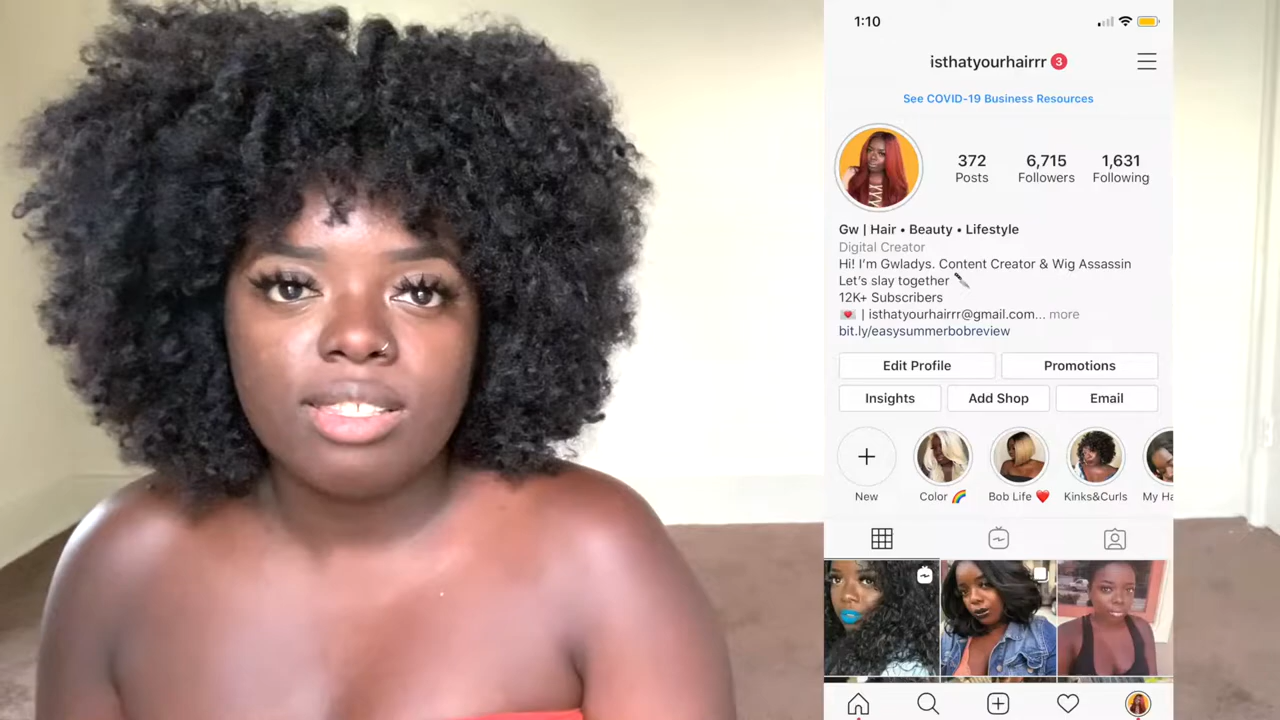 1:10
isthatyourhairrr 3
See COVID-19 Business Resources
372 6,715 1,631
Posts Followers Following
Gw | Hair • Beauty • Lifestyle
Digital Creator
Hi! I'm Gwladys. Content Creator & Wig Assassin
Let's slay together 🔪
12K+ Subscribers
💌 | isthatyourhairrr@gmail.com... more
bit.ly/easysummerbobreview
Edit Profile Promotions
Insights Add Shop Email
New Color 🌈 Bob Life ❤️ Kinks&Curls My Ha